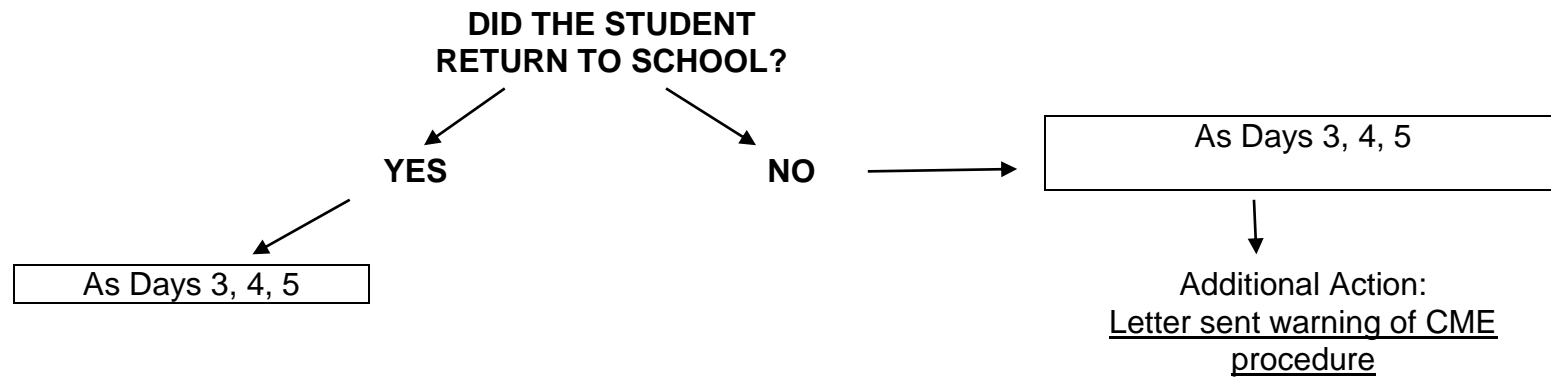 DID THE STUDENT
RETURN TO SCHOOL?
YES
NO
As Days 3, 4, 5
As Days 3, 4, 5
Additional Action:
Letter sent warning of CME
procedure